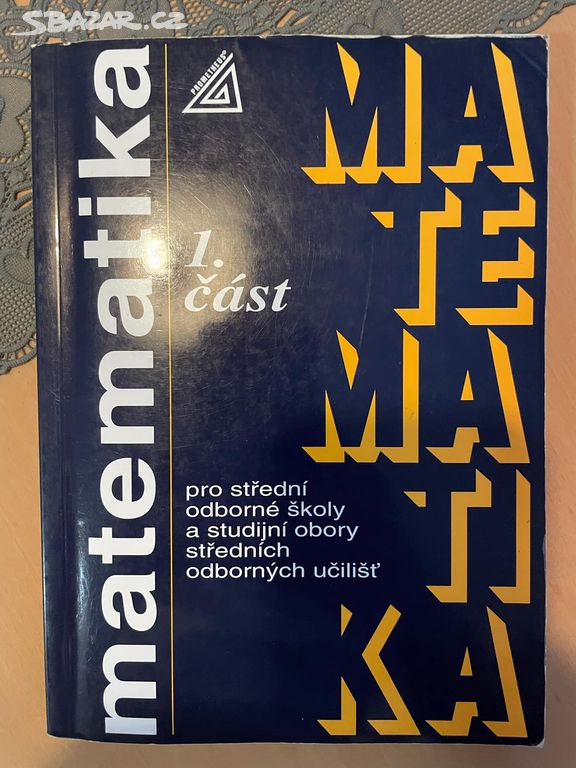 SBAZAR.CZ
PROMETHEUS®
matematika
1.
část
pro střední
odborné školy
a studijní obory
středních
odborných učilišť
MA
TE
MA
TI
KA